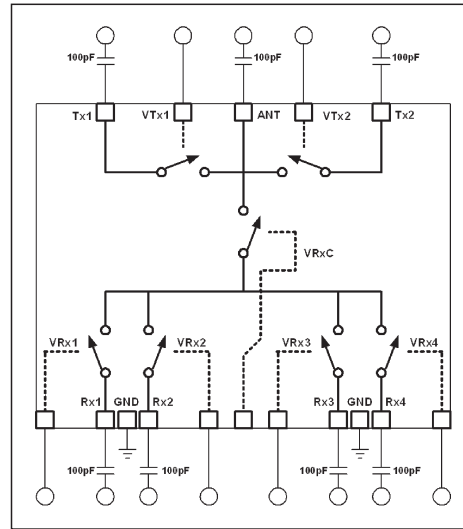 100pF 100pF 100pF
Tx1 VTx1 ANT VTx2 Tx2
VRxC
VRx1 VRx2 VRx3 VRx4
Rx1 GND Rx2 Rx3 GND Rx4
100pF 100pF 100pF 100pF